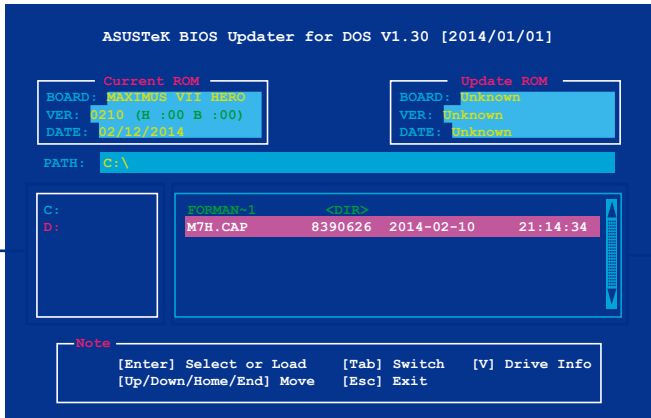 ASUSTeK BIOS Updater for DOS V1.30 [2014/01/01]
Current ROM
BOARD: MAXIMUS VII HERO
VER: 0210 (H :00 B :00)
DATE: 02/12/2014
Update ROM
BOARD: Unknown
VER: Unknown
DATE: Unknown
PATH: C:\
C:
D:
FORMAN~1 <DIR>
M7H.CAP 8390626 2014-02-10 21:14:34
Note
[Enter] Select or Load [Tab] Switch [V] Drive Info
[Up/Down/Home/End] Move [Esc] Exit